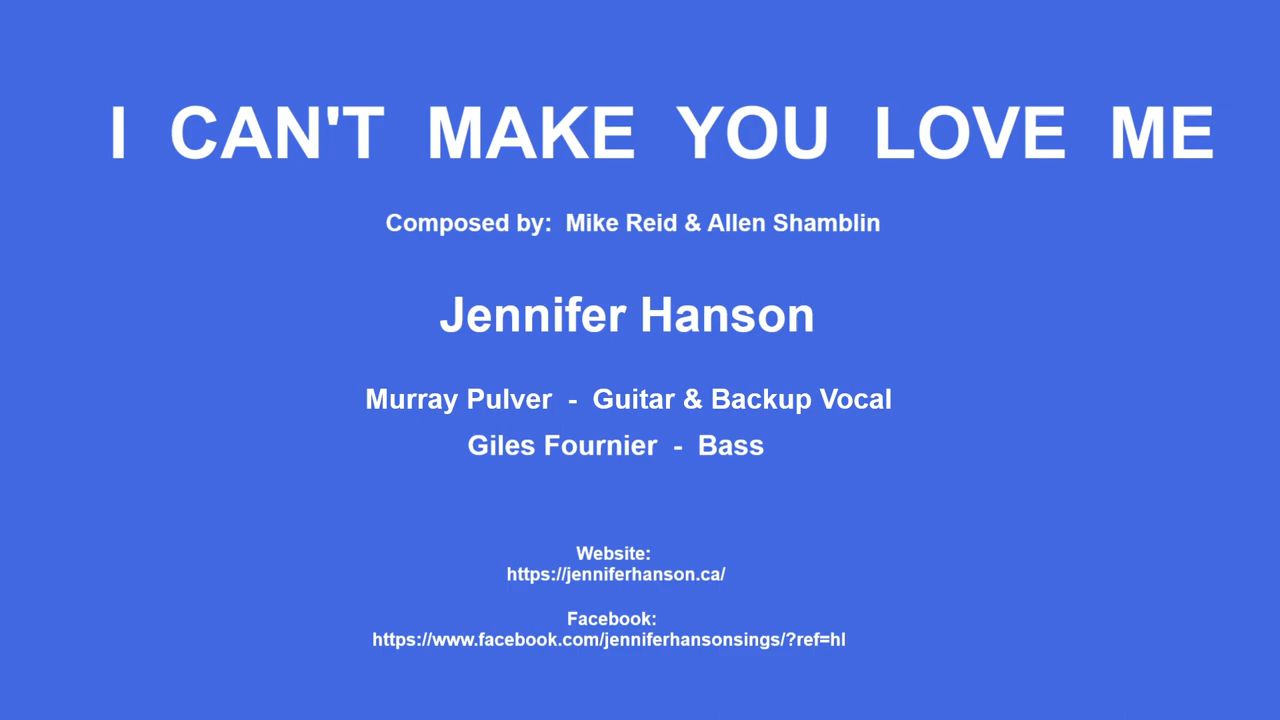 I CAN'T MAKE YOU LOVE ME
Composed by: Mike Reid & Allen Shamblin
Jennifer Hanson
Murray Pulver - Guitar & Backup Vocal
Giles Fournier - Bass
Website:
https://jenniferhanson.ca/
Facebook:
https://www.facebook.com/jenniferhansonsings/?ref=hl